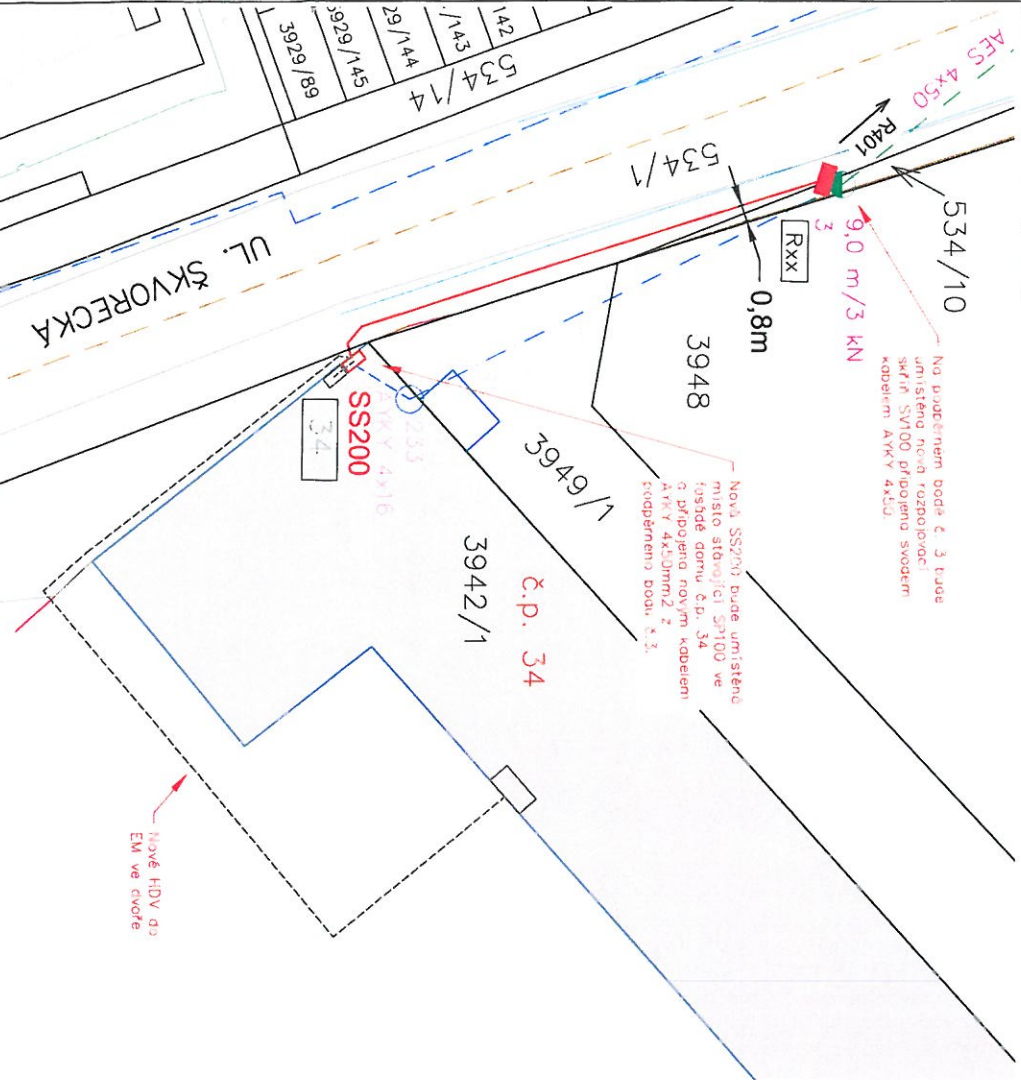 AES 4x50
R401
534/10
9,0 m/3 kN
3
Rxx
0,8m
534/1
534/14
142
./143
29/144
3929/145
3929/89
UL. ŠKVORECKÁ
Na podpěrném bodě č. 3 bude
umístěna nová rozpojovací
skříň SV100 připojena svodem
kabelem AYKY 4x50.
3948
3949/1
Nová SS200 bude umístěna
místo stávající SP100 ve
fasádě domu č.p. 34
a připojena novým kabelem
AYKY 4x50mm2 z
podpěrného bodu č.3.
233
AYKY 4x16
SS200
34
3942/1
č.p. 34
Nové HDV do
EM ve dvoře